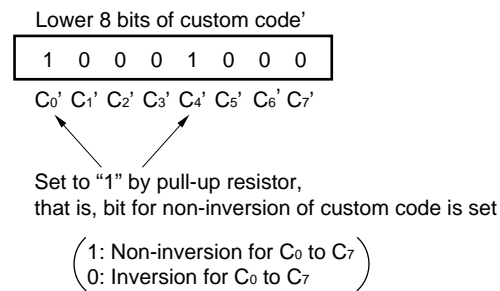 Lower 8 bits of custom code'
1 0 0 0 1 0 0 0
C0' C1' C2' C3' C4' C5' C6' C7'
Set to “1” by pull-up resistor,
that is, bit for non-inversion of custom code is set
1: Non-inversion for C0 to C7
0: Inversion for C0 to C7